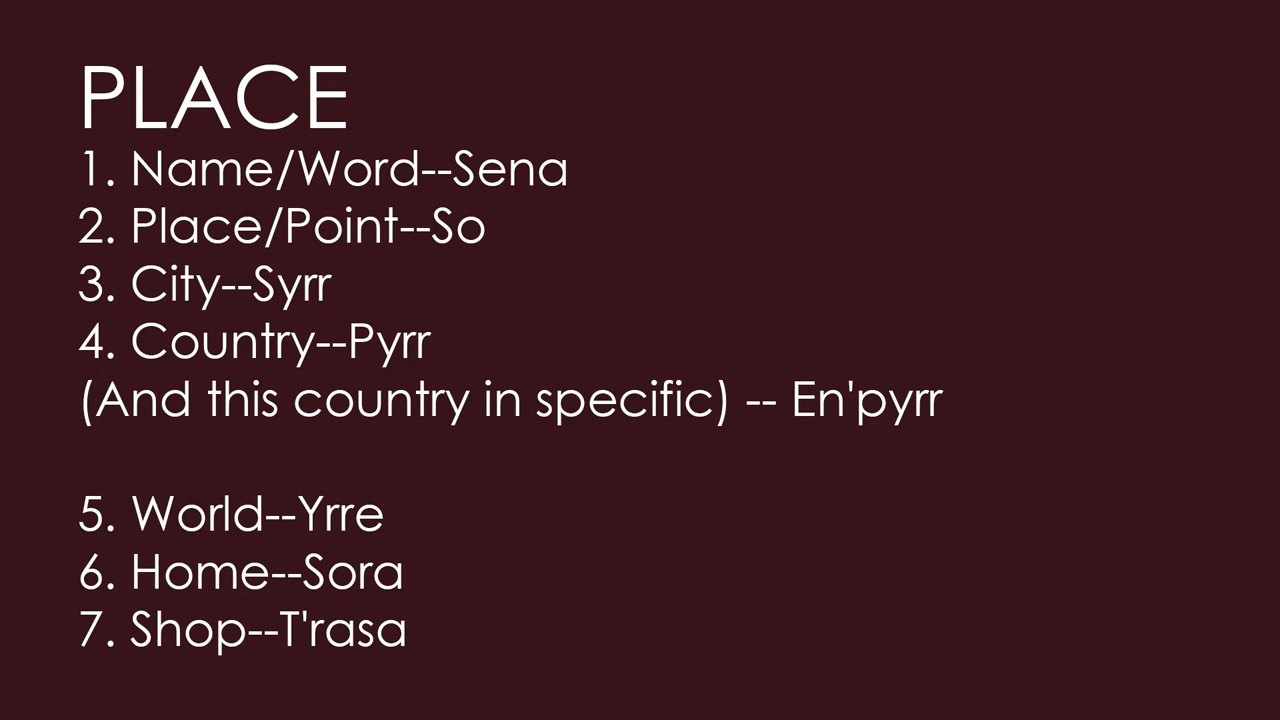 PLACE
1. Name/Word--Sena
2. Place/Point--So
3. City--Syrr
4. Country--Pyrr
(And this country in specific) -- En'pyrr
5. World--Yrre
6. Home--Sora
7. Shop--T'rasa